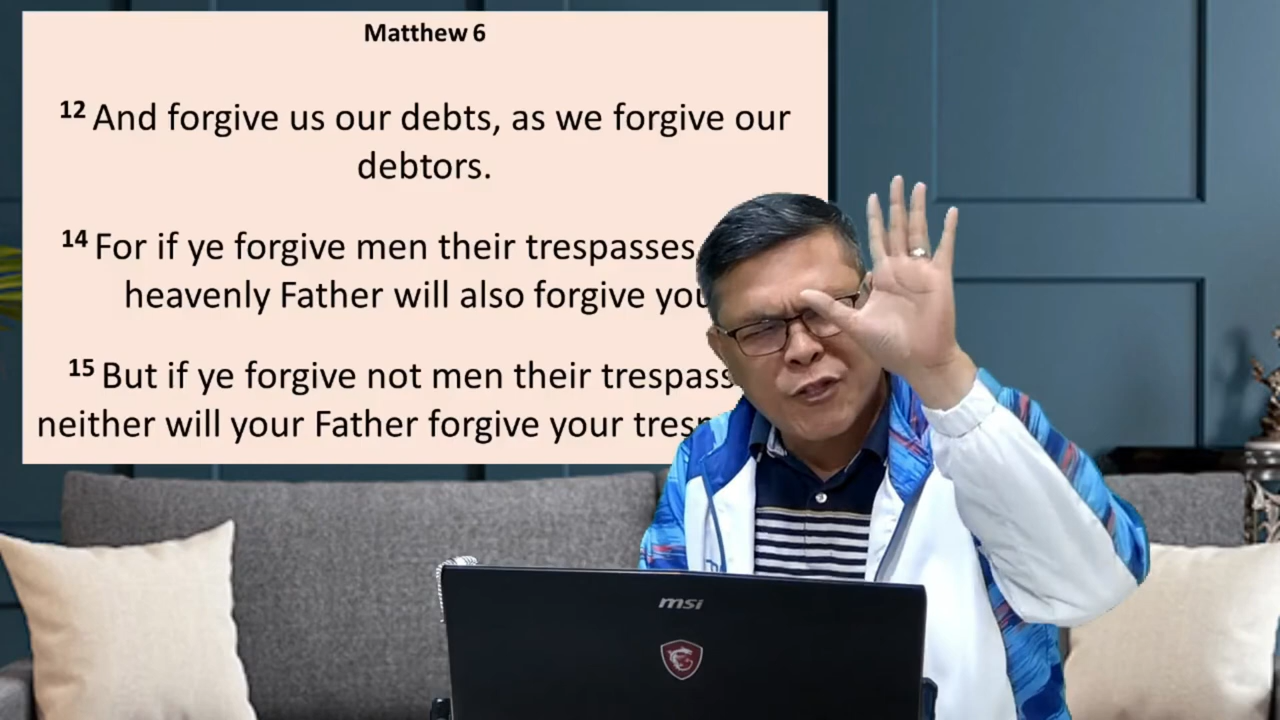 Matthew 6
12 And forgive us our debts, as we forgive our
debtors.
14 For if ye forgive men their trespasses
heavenly Father will also forgive you
15 But if ye forgive not men their
neither will your Father forgive your
msi